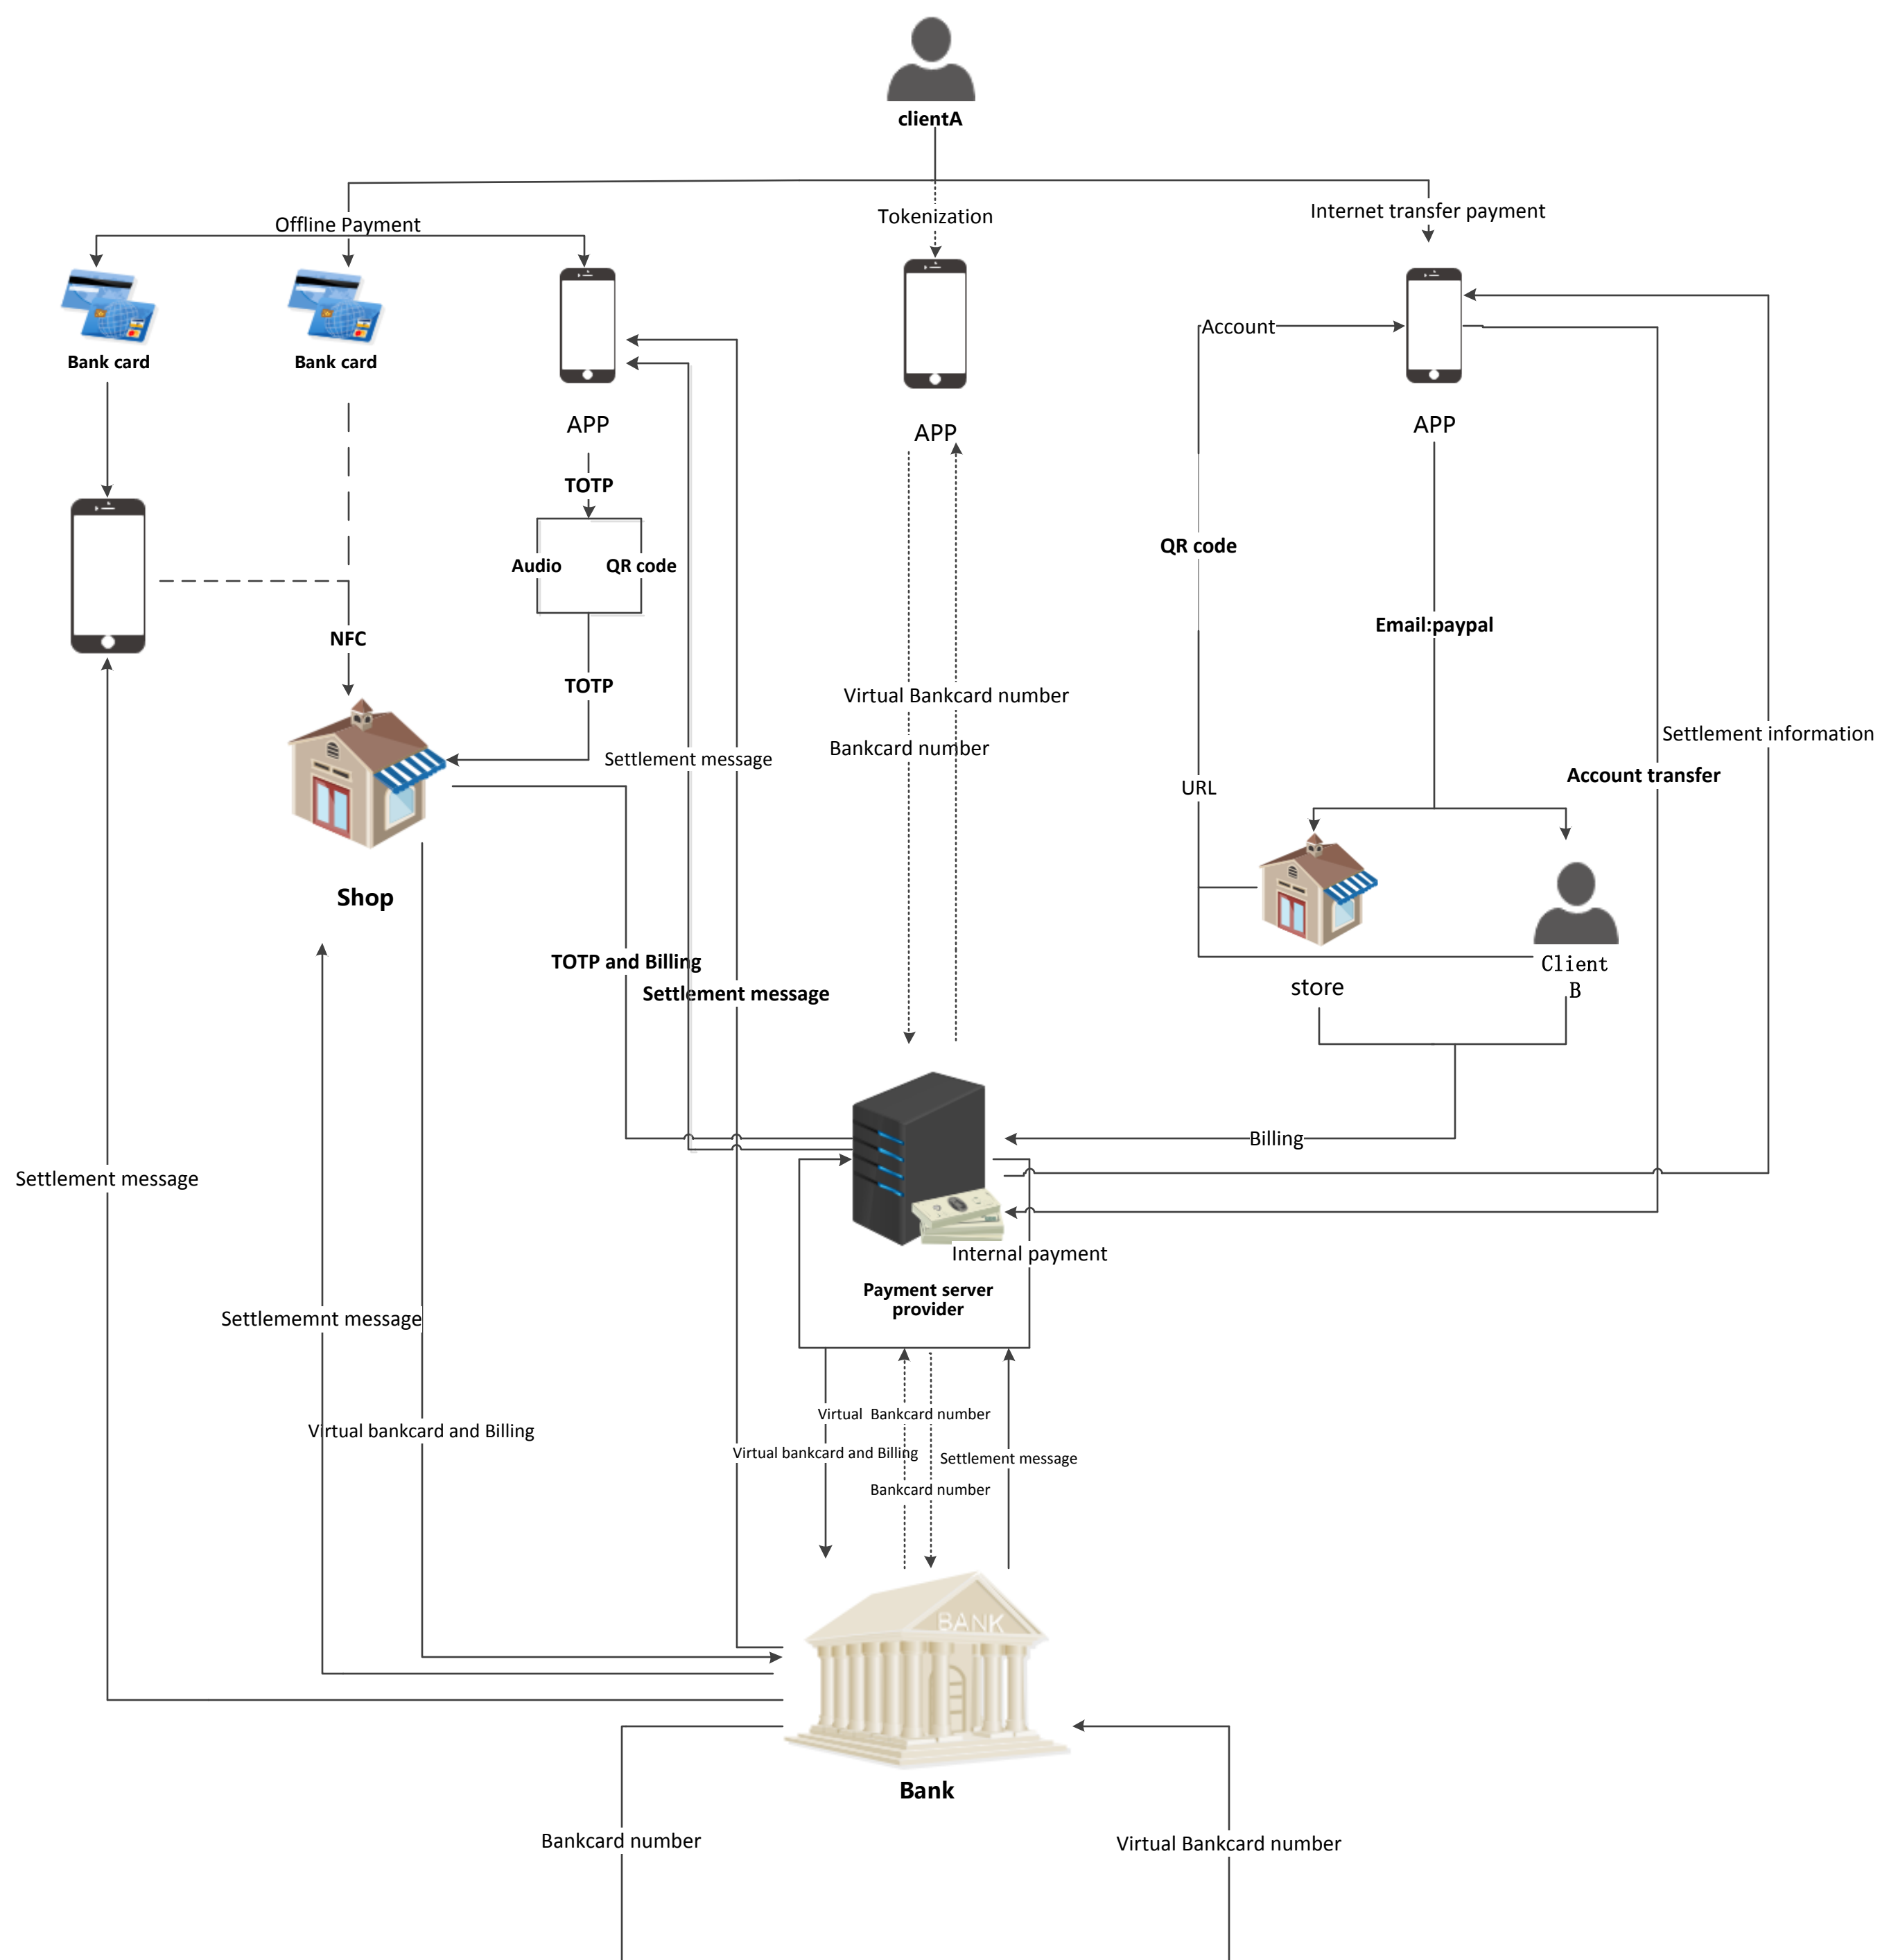 clientA
Offline Payment
Tokenization
Internet transfer payment
Bank card
Bank card
Account
APP
APP
APP
TOTP
Audio
QR code
QR code
NFC
Email:paypal
TOTP
Virtual Bankcard number
Settlement information
Bankcard number
Settlement message
Account transfer
URL
Shop
TOTP and Billing
Client
B
store
Settlement message
Billing
Settlement message
Internal payment
Payment server
provider
Settlememnt message
Virtual Bankcard number
Virtual bankcard and Billing
Virtual bankcard and Billing
Settlement message
Bankcard number
BANK
Bank
Bankcard number
Virtual Bankcard number